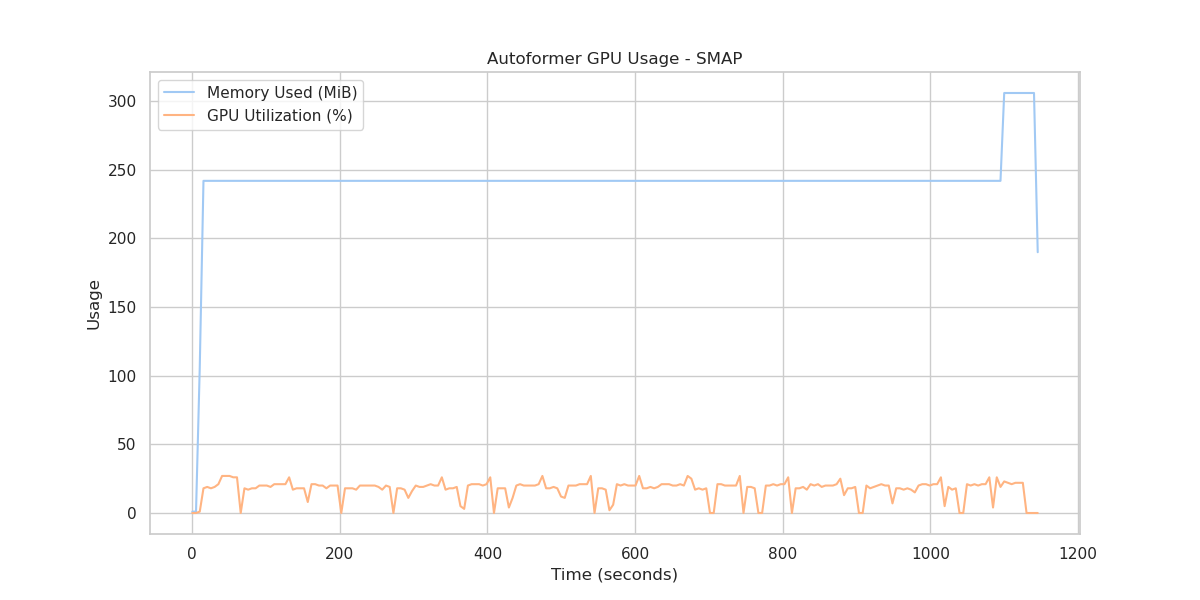 Autoformer GPU Usage - SMAP
Memory Used (MiB)
GPU Utilization (%)
Usage
300
250
200
150
100
50
0
0 200 400 600 800 1000 1200
Time (seconds)